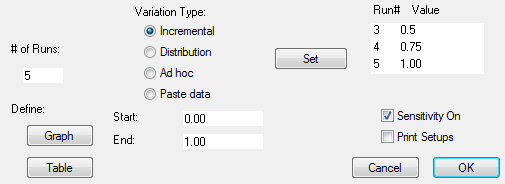 Variation Type:
Run# Value
# of Runs:
5
Incremental
Distribution
Ad hoc
Paste data
Set
3 0.5
4 0.75
5 1.00
Define:
Graph
Table
Start: 0.00
End: 1.00
Sensitivity On
Print Setups
Cancel
OK